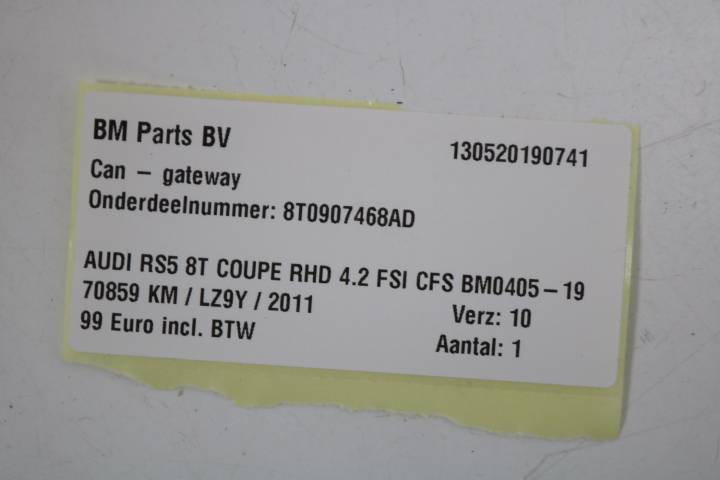 BM Parts BV
130520190741
Can – gateway
Onderdeelnummer: 8T0907468AD
AUDI RS5 8T COUPE RHD 4.2 FSI CFS BM0405–19
70859 KM / LZ9Y / 2011 Verz: 10
99 Euro incl. BTW Aantal: 1